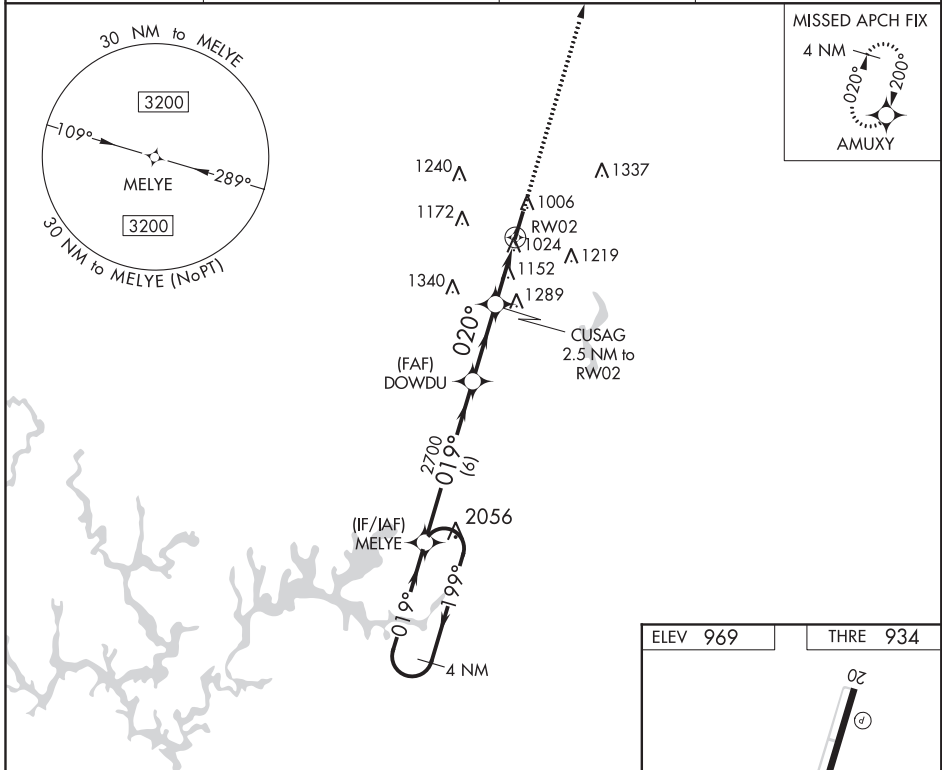 30 NM to MELYE
3200
109°
289°
MELYE
3200
30 NM to MELYE (NoPT)
MISSED APCH FIX
4 NM
020°
200°
AMUXY
1240
1337
1172
1006
RW02
1024
1219
1152
1340
1289
020°
CUSAG
2.5 NM to
RW02
(FAF)
DOWDU
2700
019°
(6)
(IF/IAF)
MELYE
2056
019°
199°
4 NM
ELEV 969
THRE 934
20
P